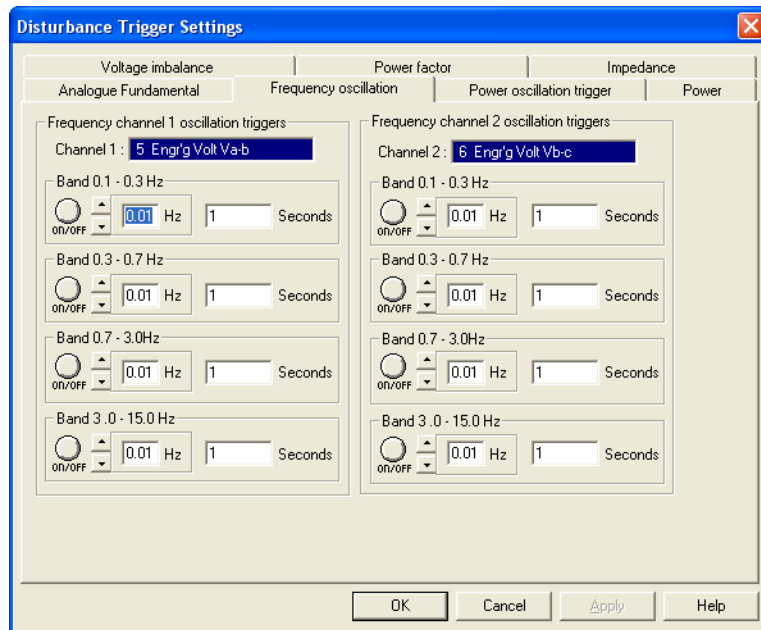 Disturbance Trigger Settings
Voltage imbalance
Power factor
Impedance
Analogue Fundamental
Frequency oscillation
Power oscillation trigger
Power
Frequency channel 1 oscillation triggers
Channel 1 : 5 Engr'g Volt Va-b
Band 0.1 - 0.3 Hz
on/off 0.01 Hz 1 Seconds
Band 0.3 - 0.7 Hz
on/off 0.01 Hz 1 Seconds
Band 0.7 - 3.0Hz
on/off 0.01 Hz 1 Seconds
Band 3 .0 - 15.0 Hz
on/off 0.01 Hz 1 Seconds
Frequency channel 2 oscillation triggers
Channel 2 : 6 Engr'g Volt Vb-c
Band 0.1 - 0.3 Hz
on/off 0.01 Hz 1 Seconds
Band 0.3 - 0.7 Hz
on/off 0.01 Hz 1 Seconds
Band 0.7 - 3.0Hz
on/off 0.01 Hz 1 Seconds
Band 3 .0 - 15.0 Hz
on/off 0.01 Hz 1 Seconds
OK
Cancel
Apply
Help